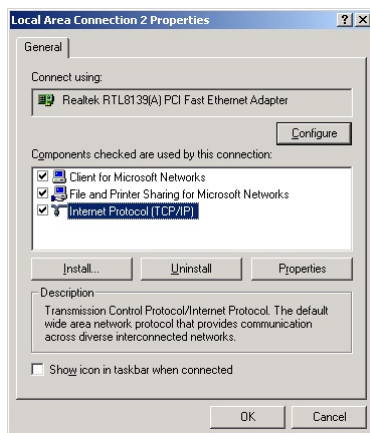 Local Area Connection 2 Properties
General
Connect using:
Realtek RTL8139(A) PCI Fast Ethernet Adapter
Configure
Components checked are used by this connection:
Client for Microsoft Networks
File and Printer Sharing for Microsoft Networks
Internet Protocol (TCP/IP)
Install...
Uninstall
Properties
Description
Transmission Control Protocol/Internet Protocol. The default
wide area network protocol that provides communication
across diverse interconnected networks.
Show icon in taskbar when connected
OK
Cancel